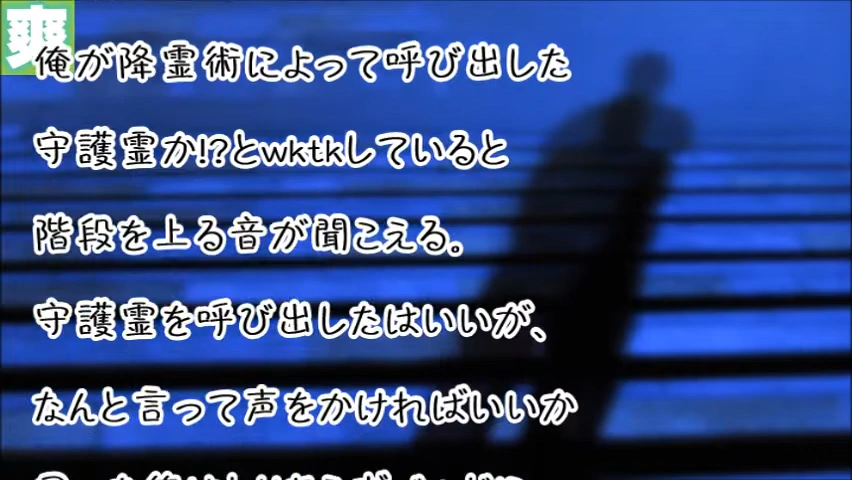 爽
俺が降霊術によって呼び出した
守護霊か!?とwktkしていると
階段を上る音が聞こえる。
守護霊を呼び出したはいいが、
なんと言って声をかければいいか